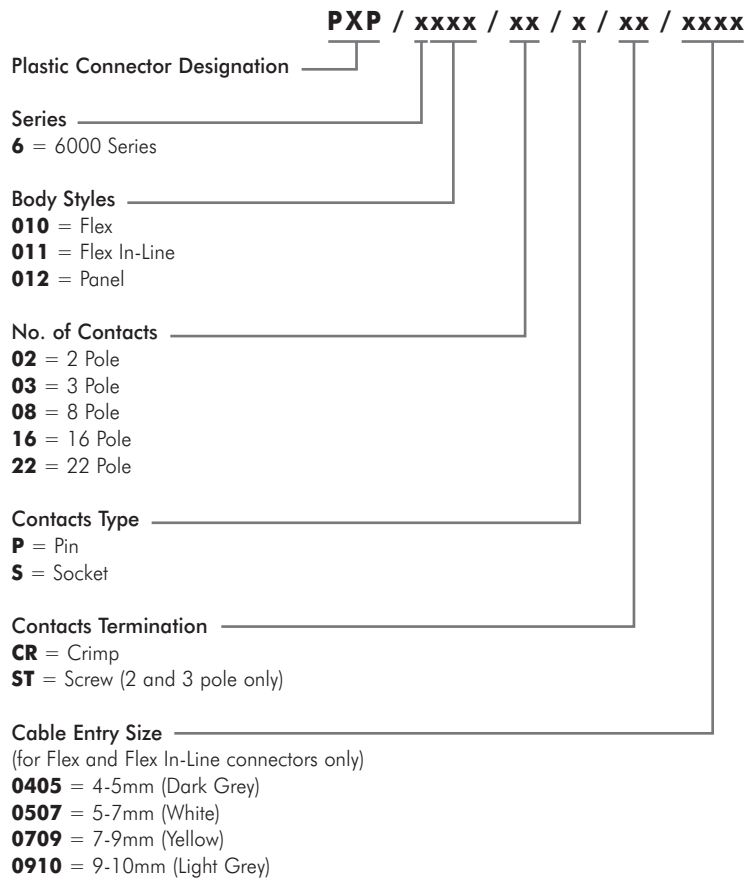 PXP / xxxx / xx / x / xx / xxxx
Plastic Connector Designation
Series
6 = 6000 Series
Body Styles
010 = Flex
011 = Flex In-Line
012 = Panel
No. of Contacts
02 = 2 Pole
03 = 3 Pole
08 = 8 Pole
16 = 16 Pole
22 = 22 Pole
Contacts Type
P = Pin
S = Socket
Contacts Termination
CR = Crimp
ST = Screw (2 and 3 pole only)
Cable Entry Size
(for Flex and Flex In-Line connectors only)
0405 = 4-5mm (Dark Grey)
0507 = 5-7mm (White)
0709 = 7-9mm (Yellow)
0910 = 9-10mm (Light Grey)